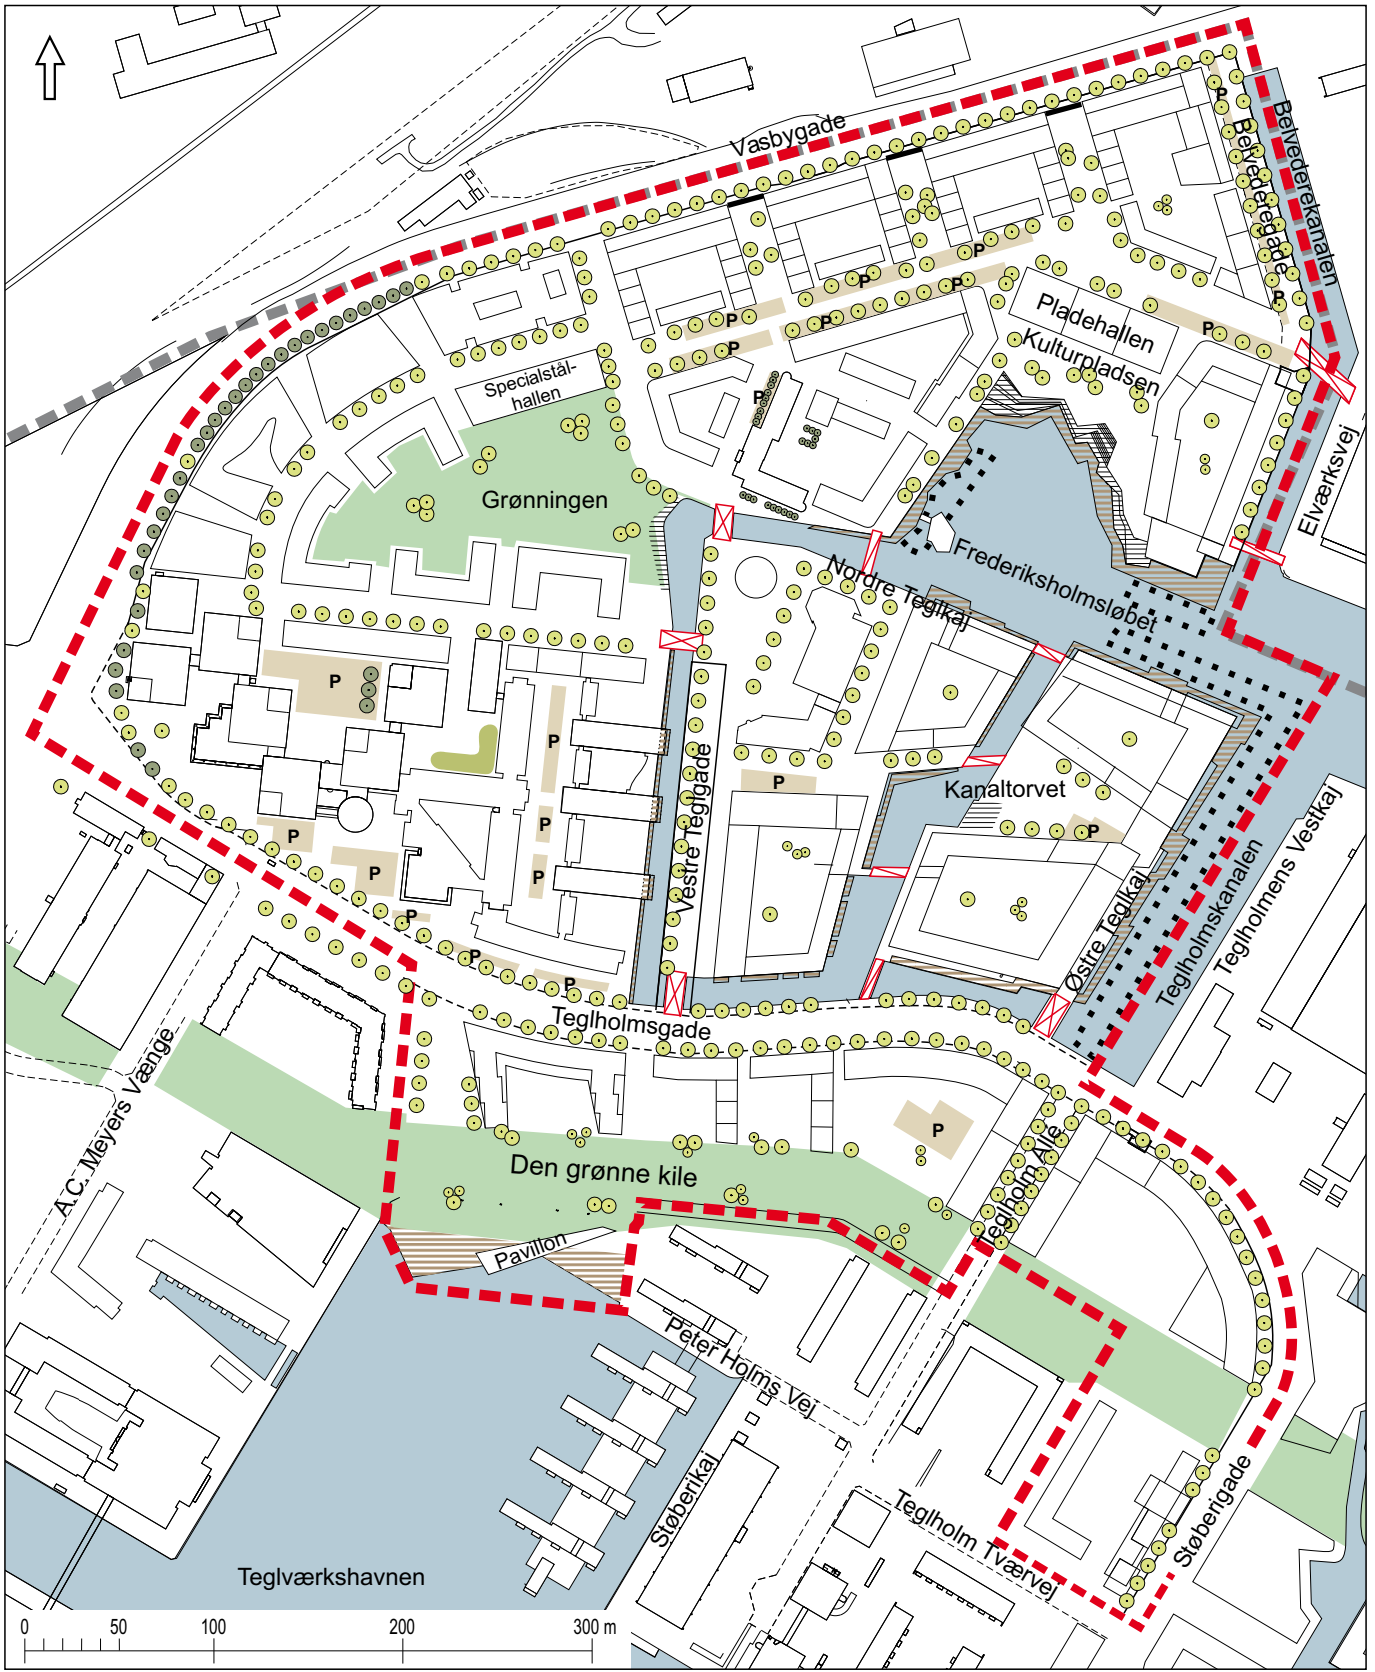 Vasbygade
Belvederekanalen
Belvederegade
P
P
P
P
P
P
P
P
Pladehallen
Kulturpladsen
Specialstål-
hallen
P
Grønningen
Elværksvej
Frederiksholmsløbet
Nordre Teglkaj
P
P
P
Kanaltorvet
P
P
P
P
P
P
P
P
P
Vestre Teglgade
Østre Teglkaj
Teglholmskanalen
Teglholmens Vestkaj
Teglholmsgade
A.C. Meyers Vænge
P
Den grønne kile
Teglholm Alle
Pavillon
Peter Holms Vej
Støberikaj
Teglholm Tværvej
Støberigade
Teglværkshavnen
0 50 100 200 300 m